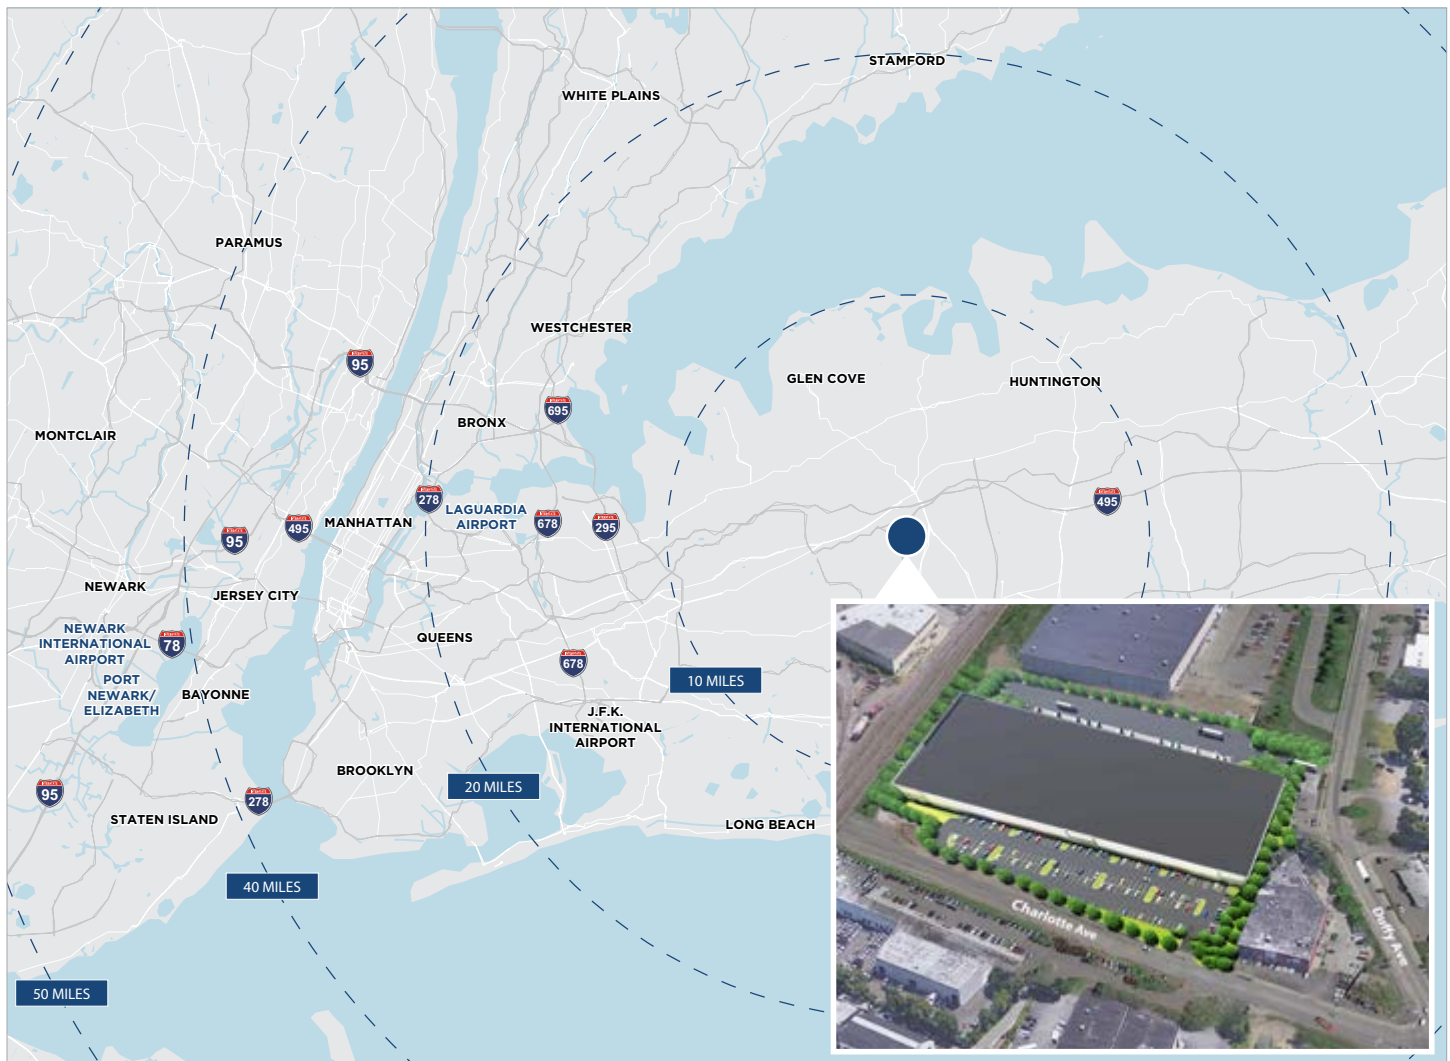 STAMFORD
WHITE PLAINS
PARAMUS
WESTCHESTER
95
GLEN COVE
HUNTINGTON
695
BRONX
MONTCLAIR
278
495
LAGUARDIA
AIRPORT
678
295
MANHATTAN
495
95
NEWARK
JERSEY CITY
NEWARK
INTERNATIONAL
AIRPORT
78
QUEENS
678
PORT
NEWARK/
ELIZABETH
BAYONNE
10 MILES
J.F.K.
INTERNATIONAL
AIRPORT
BROOKLYN
20 MILES
95
278
STATEN ISLAND
LONG BEACH
40 MILES
50 MILES
Charlotte Ave
Duffy Ave